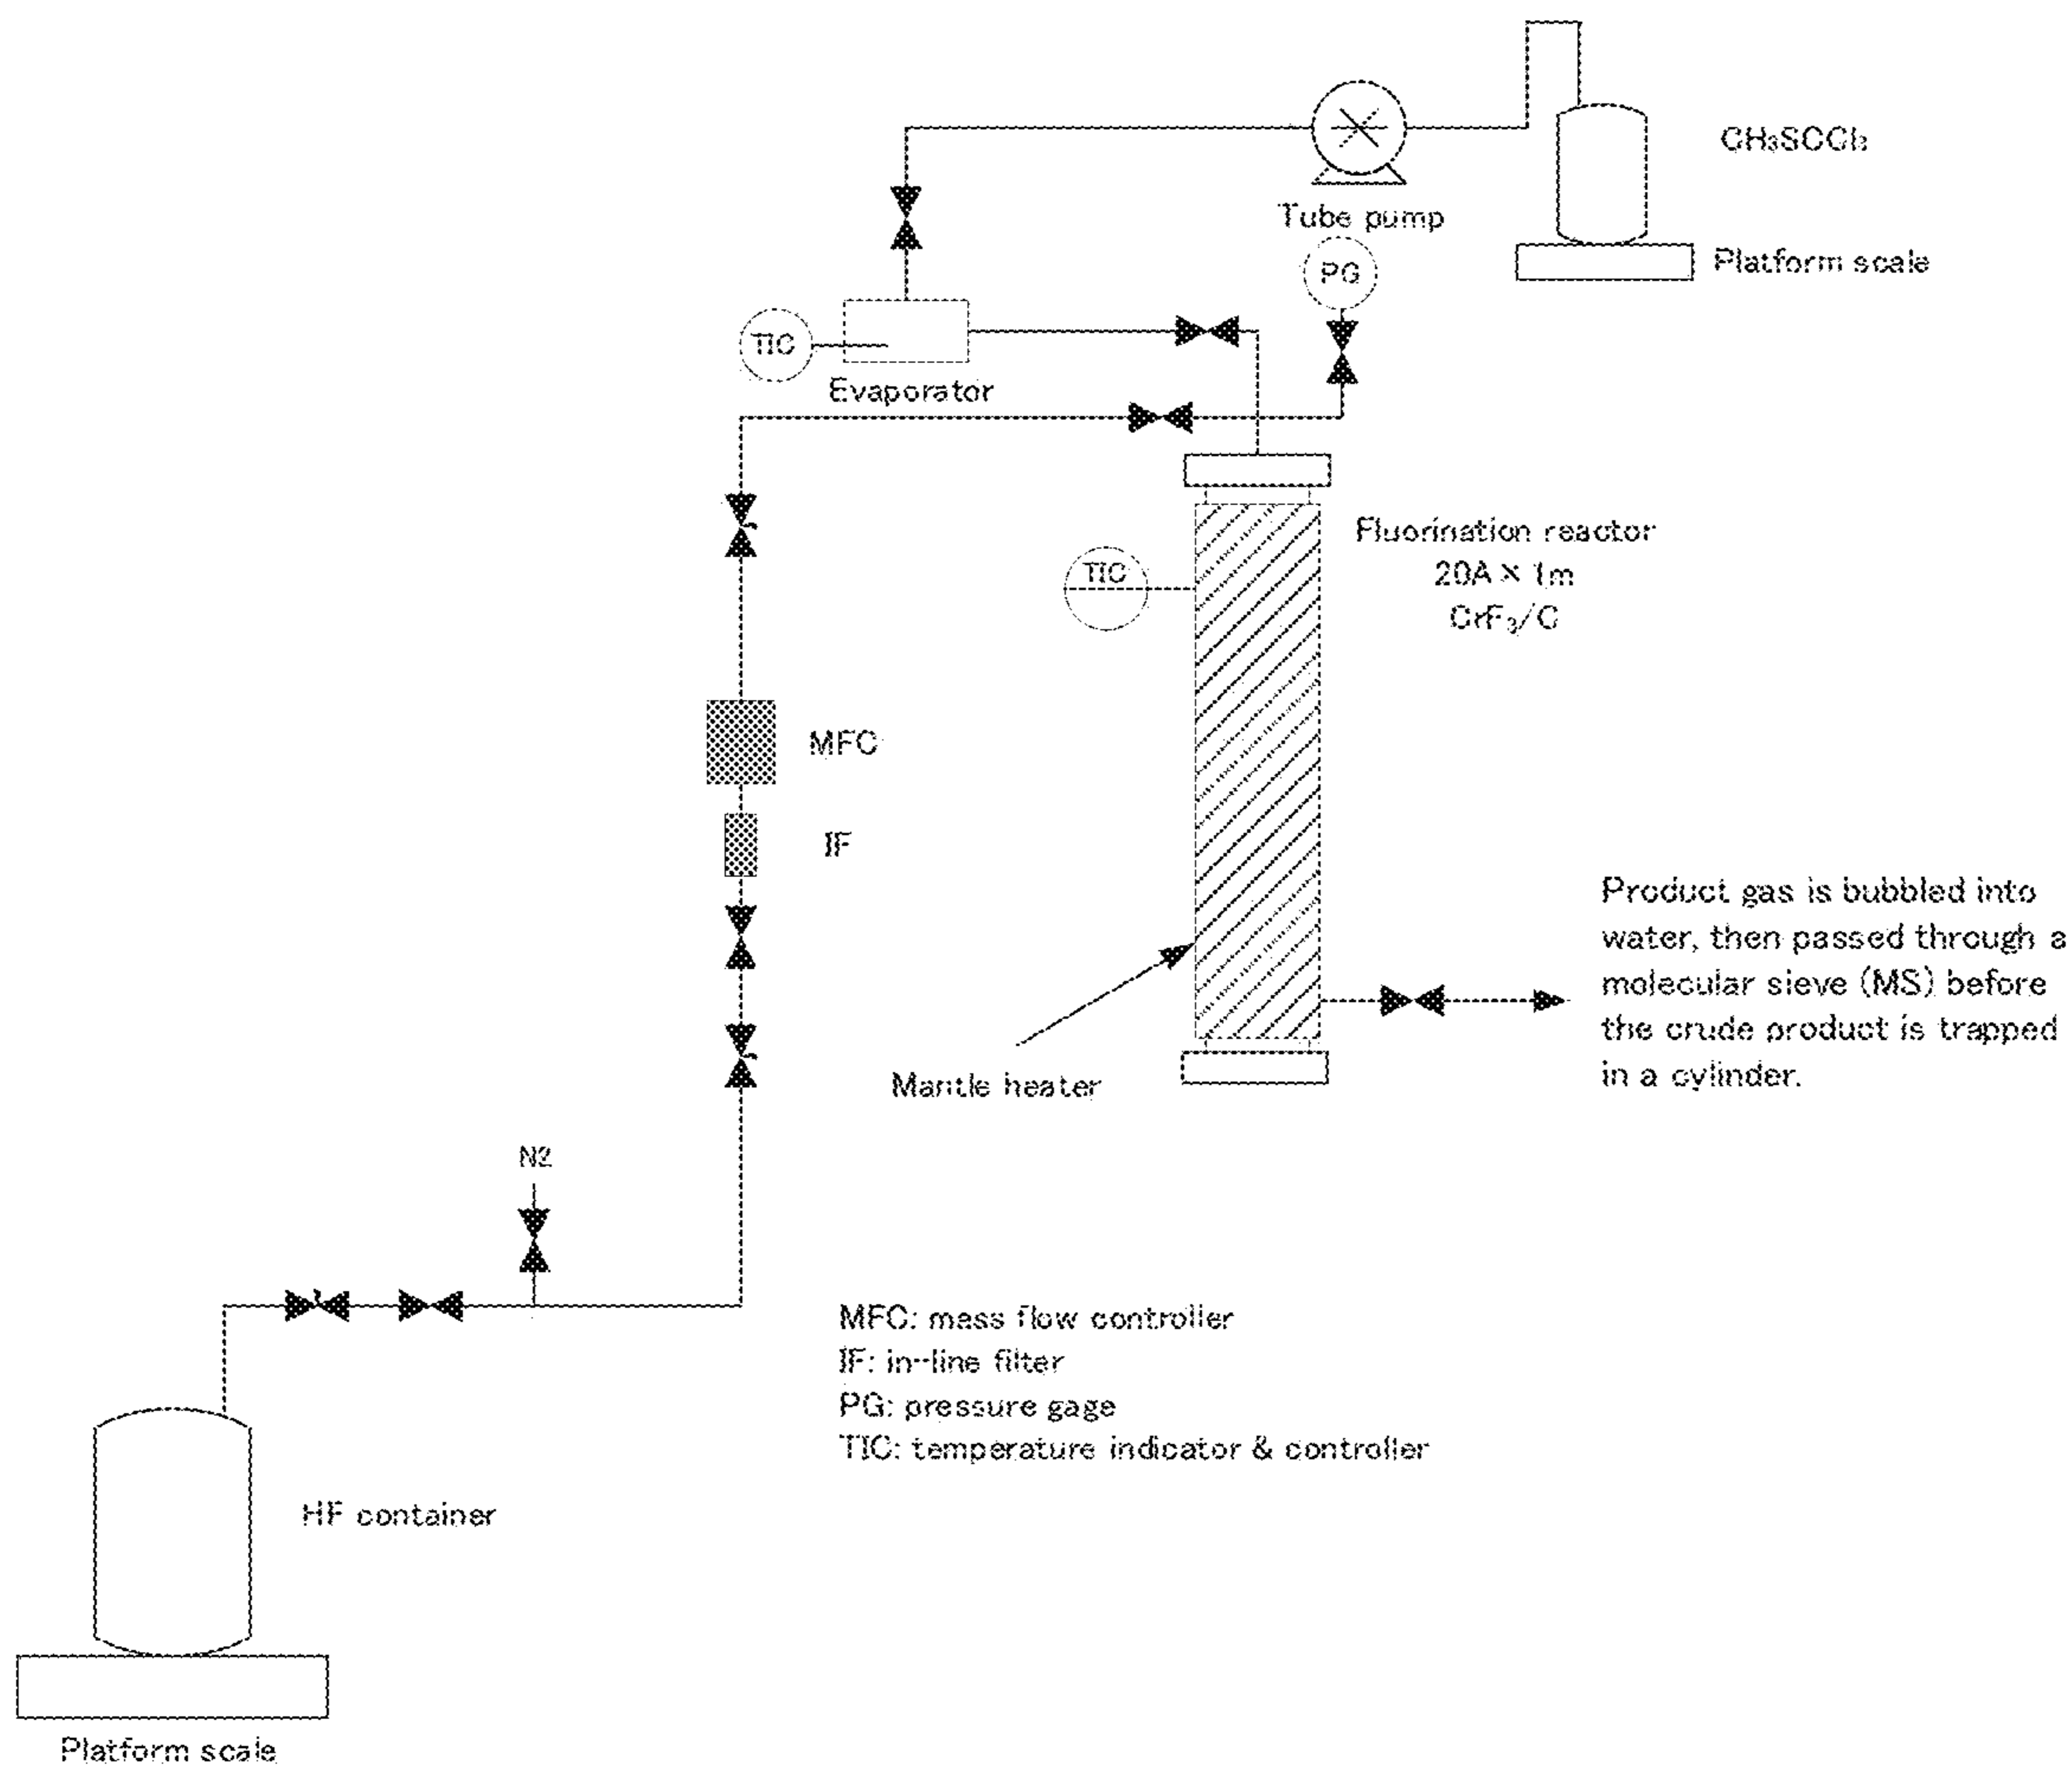 CH₃SCCl₃
Tube pump
Platform scale
PG
TIC
Evaporator
Fluorination reactor
20A × 1m
CrF₃/C
TIC
MFC
IF
Product gas is bubbled into
water, then passed through a
molecular sieve (MS) before
the crude product is trapped
in a cylinder.
Mantle heater
N2
MFC: mass flow controller
IF: in-line filter
PG: pressure gage
TIC: temperature indicator & controller
HF container
Platform scale